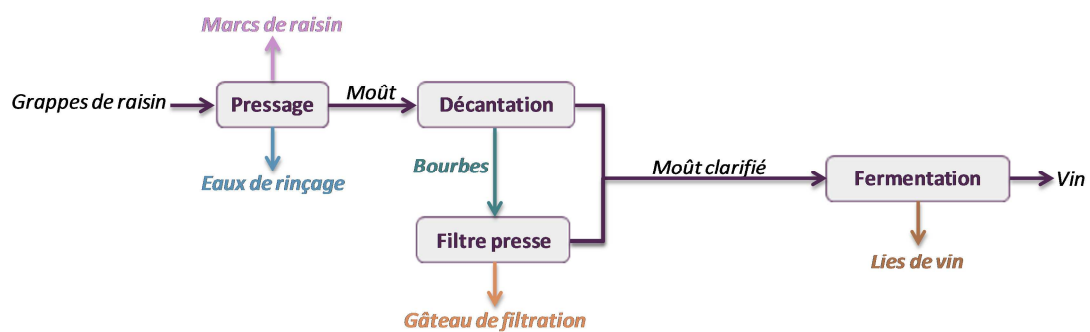 Marcs de raisin
Grappes de raisin
Pressage
Moût
Décantation
Eaux de rinçage
Bourbes
Moût clarifié
Fermentation
Vin
Filtre presse
Lies de vin
Gâteau de filtration